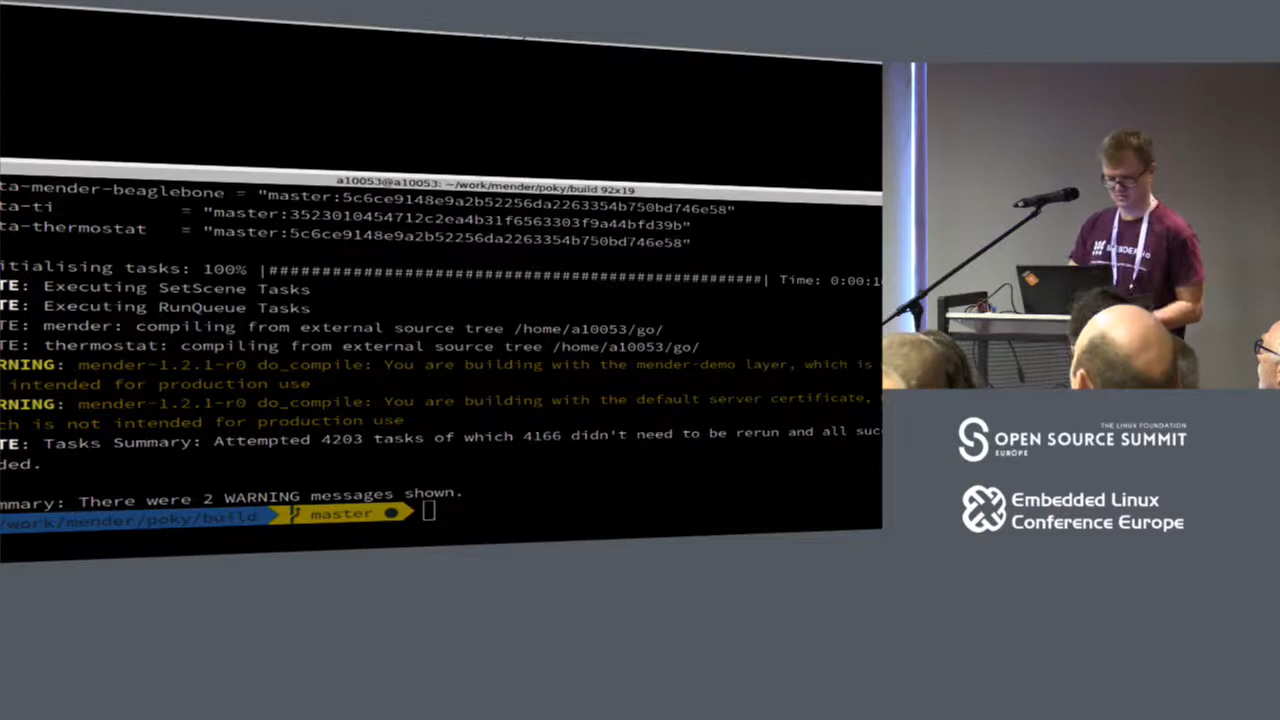 a10053@a10053: ~/work/mender/poky/build 92x19
ta-mender-beaglebone = "master:5c6ce9148e9a2b52256da2263354b750bd746e58"
ta-ti = "master:3523010454712c2ea4b31f6563303f9a44bfd39b"
ta-thermostat = "master:5c6ce9148e9a2b52256da2263354b750bd746e58"
itialising tasks: 100% |###############################################################| Time: 0:00:1
TE: Executing SetScene Tasks
TE: Executing RunQueue Tasks
TE: mender: compiling from external source tree /home/a10053/go/
TE: thermostat: compiling from external source tree /home/a10053/go/
RNING: mender-1.2.1-r0 do_compile: You are building with the mender-demo layer, which is
intended for production use
RNING: mender-1.2.1-r0 do_compile: You are building with the default server certificate,
ch is not intended for production use
TE: Tasks Summary: Attempted 4203 tasks of which 4166 didn't need to be rerun and all suc
ded.
mmary: There were 2 WARNING messages shown.
/work/mender/poky/build master
THE LINUX FOUNDATION
OPEN SOURCE SUMMIT
EUROPE
Embedded Linux
Conference Europe